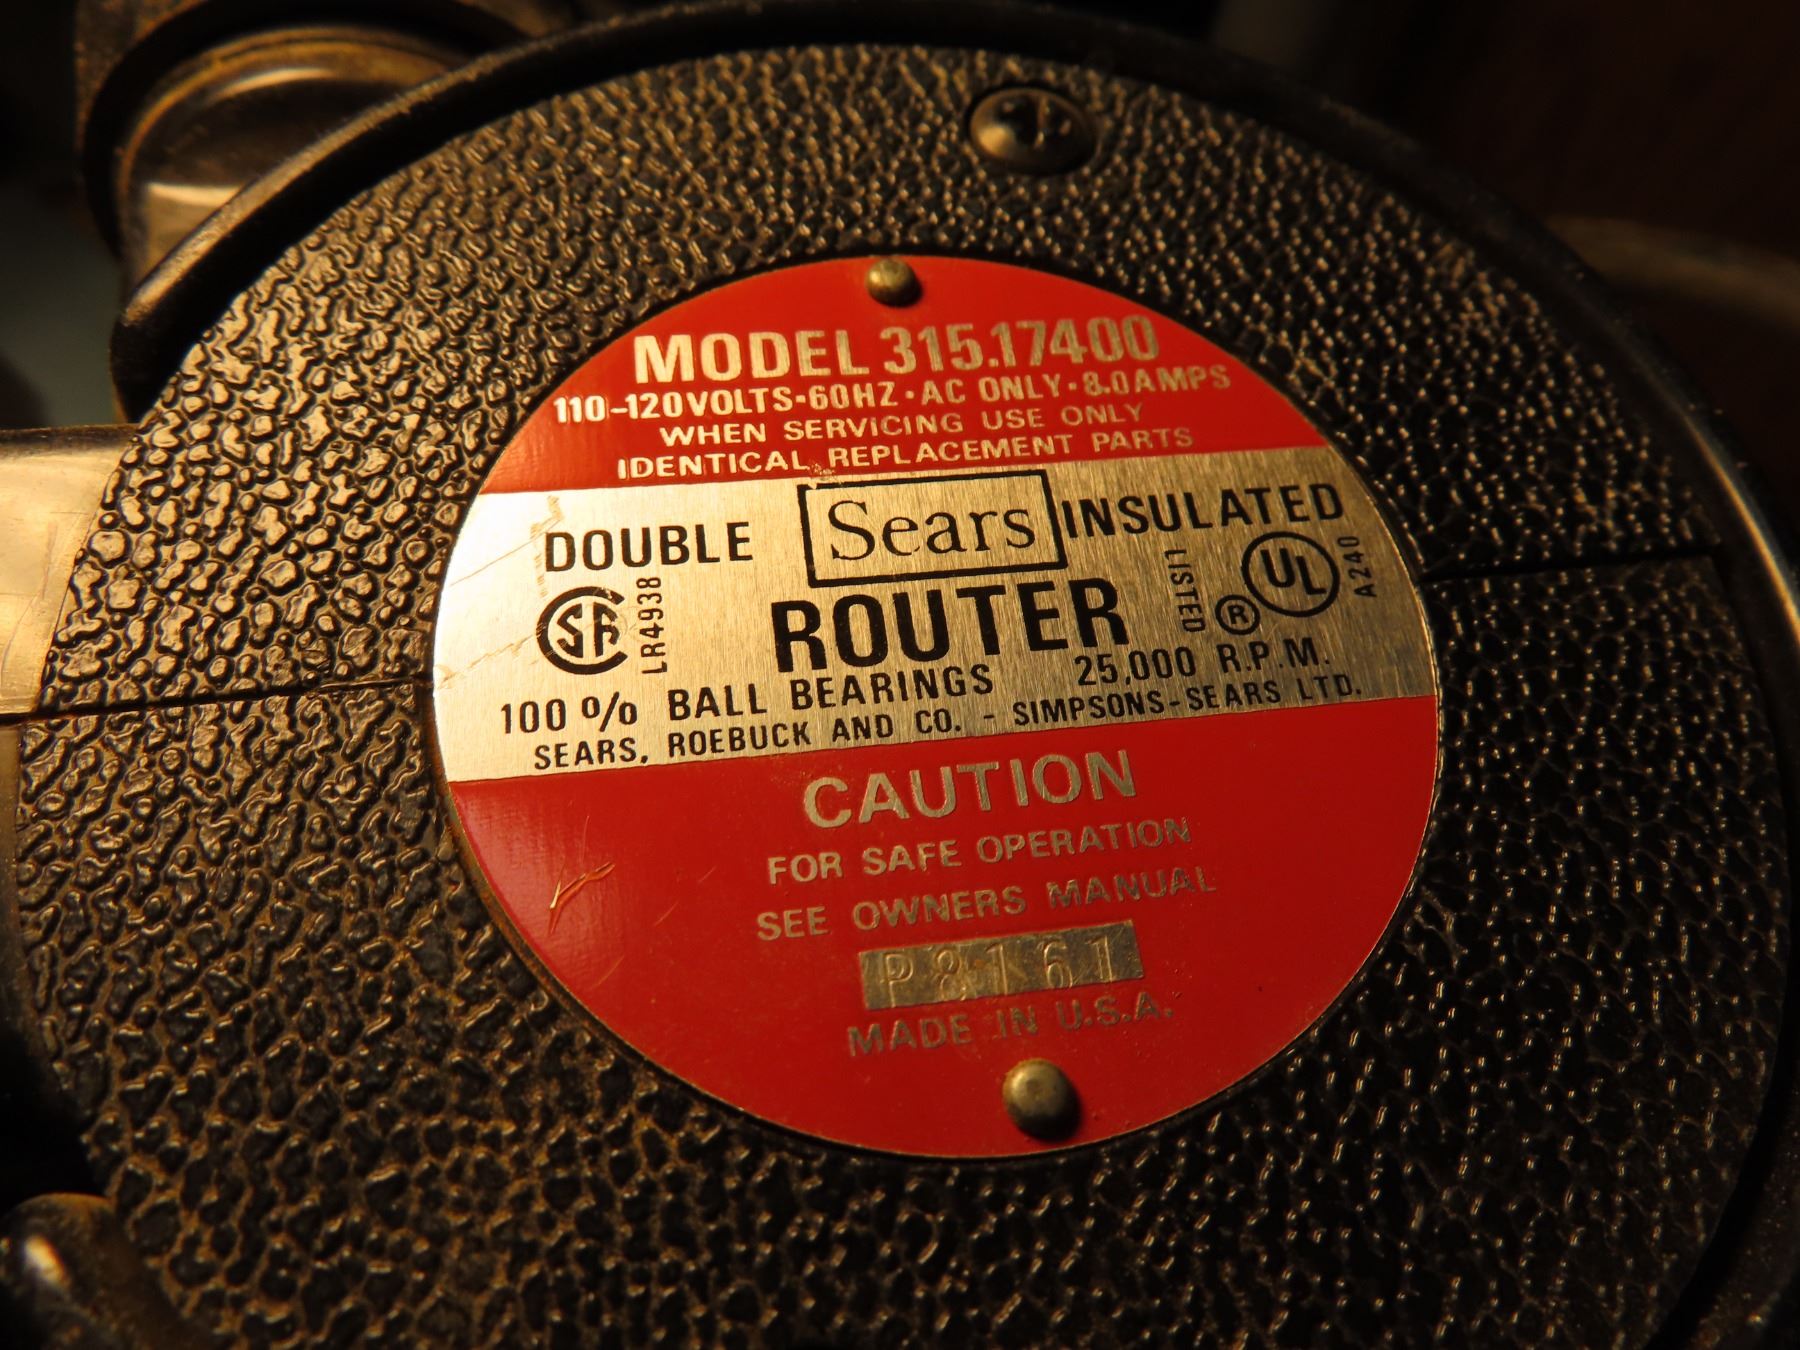 MODEL 315.17400
110-120VOLTS·60HZ·AC ONLY·8.0AMPS
WHEN SERVICING USE ONLY
IDENTICAL REPLACEMENT PARTS
DOUBLE Sears INSULATED
SA LR4938 ROUTER LISTED ® UL A240
100% BALL BEARINGS 25,000 R.P.M.
SEARS, ROEBUCK AND CO. - SIMPSONS-SEARS LTD.
CAUTION
FOR SAFE OPERATION
SEE OWNERS MANUAL
P8161
MADE IN U.S.A.